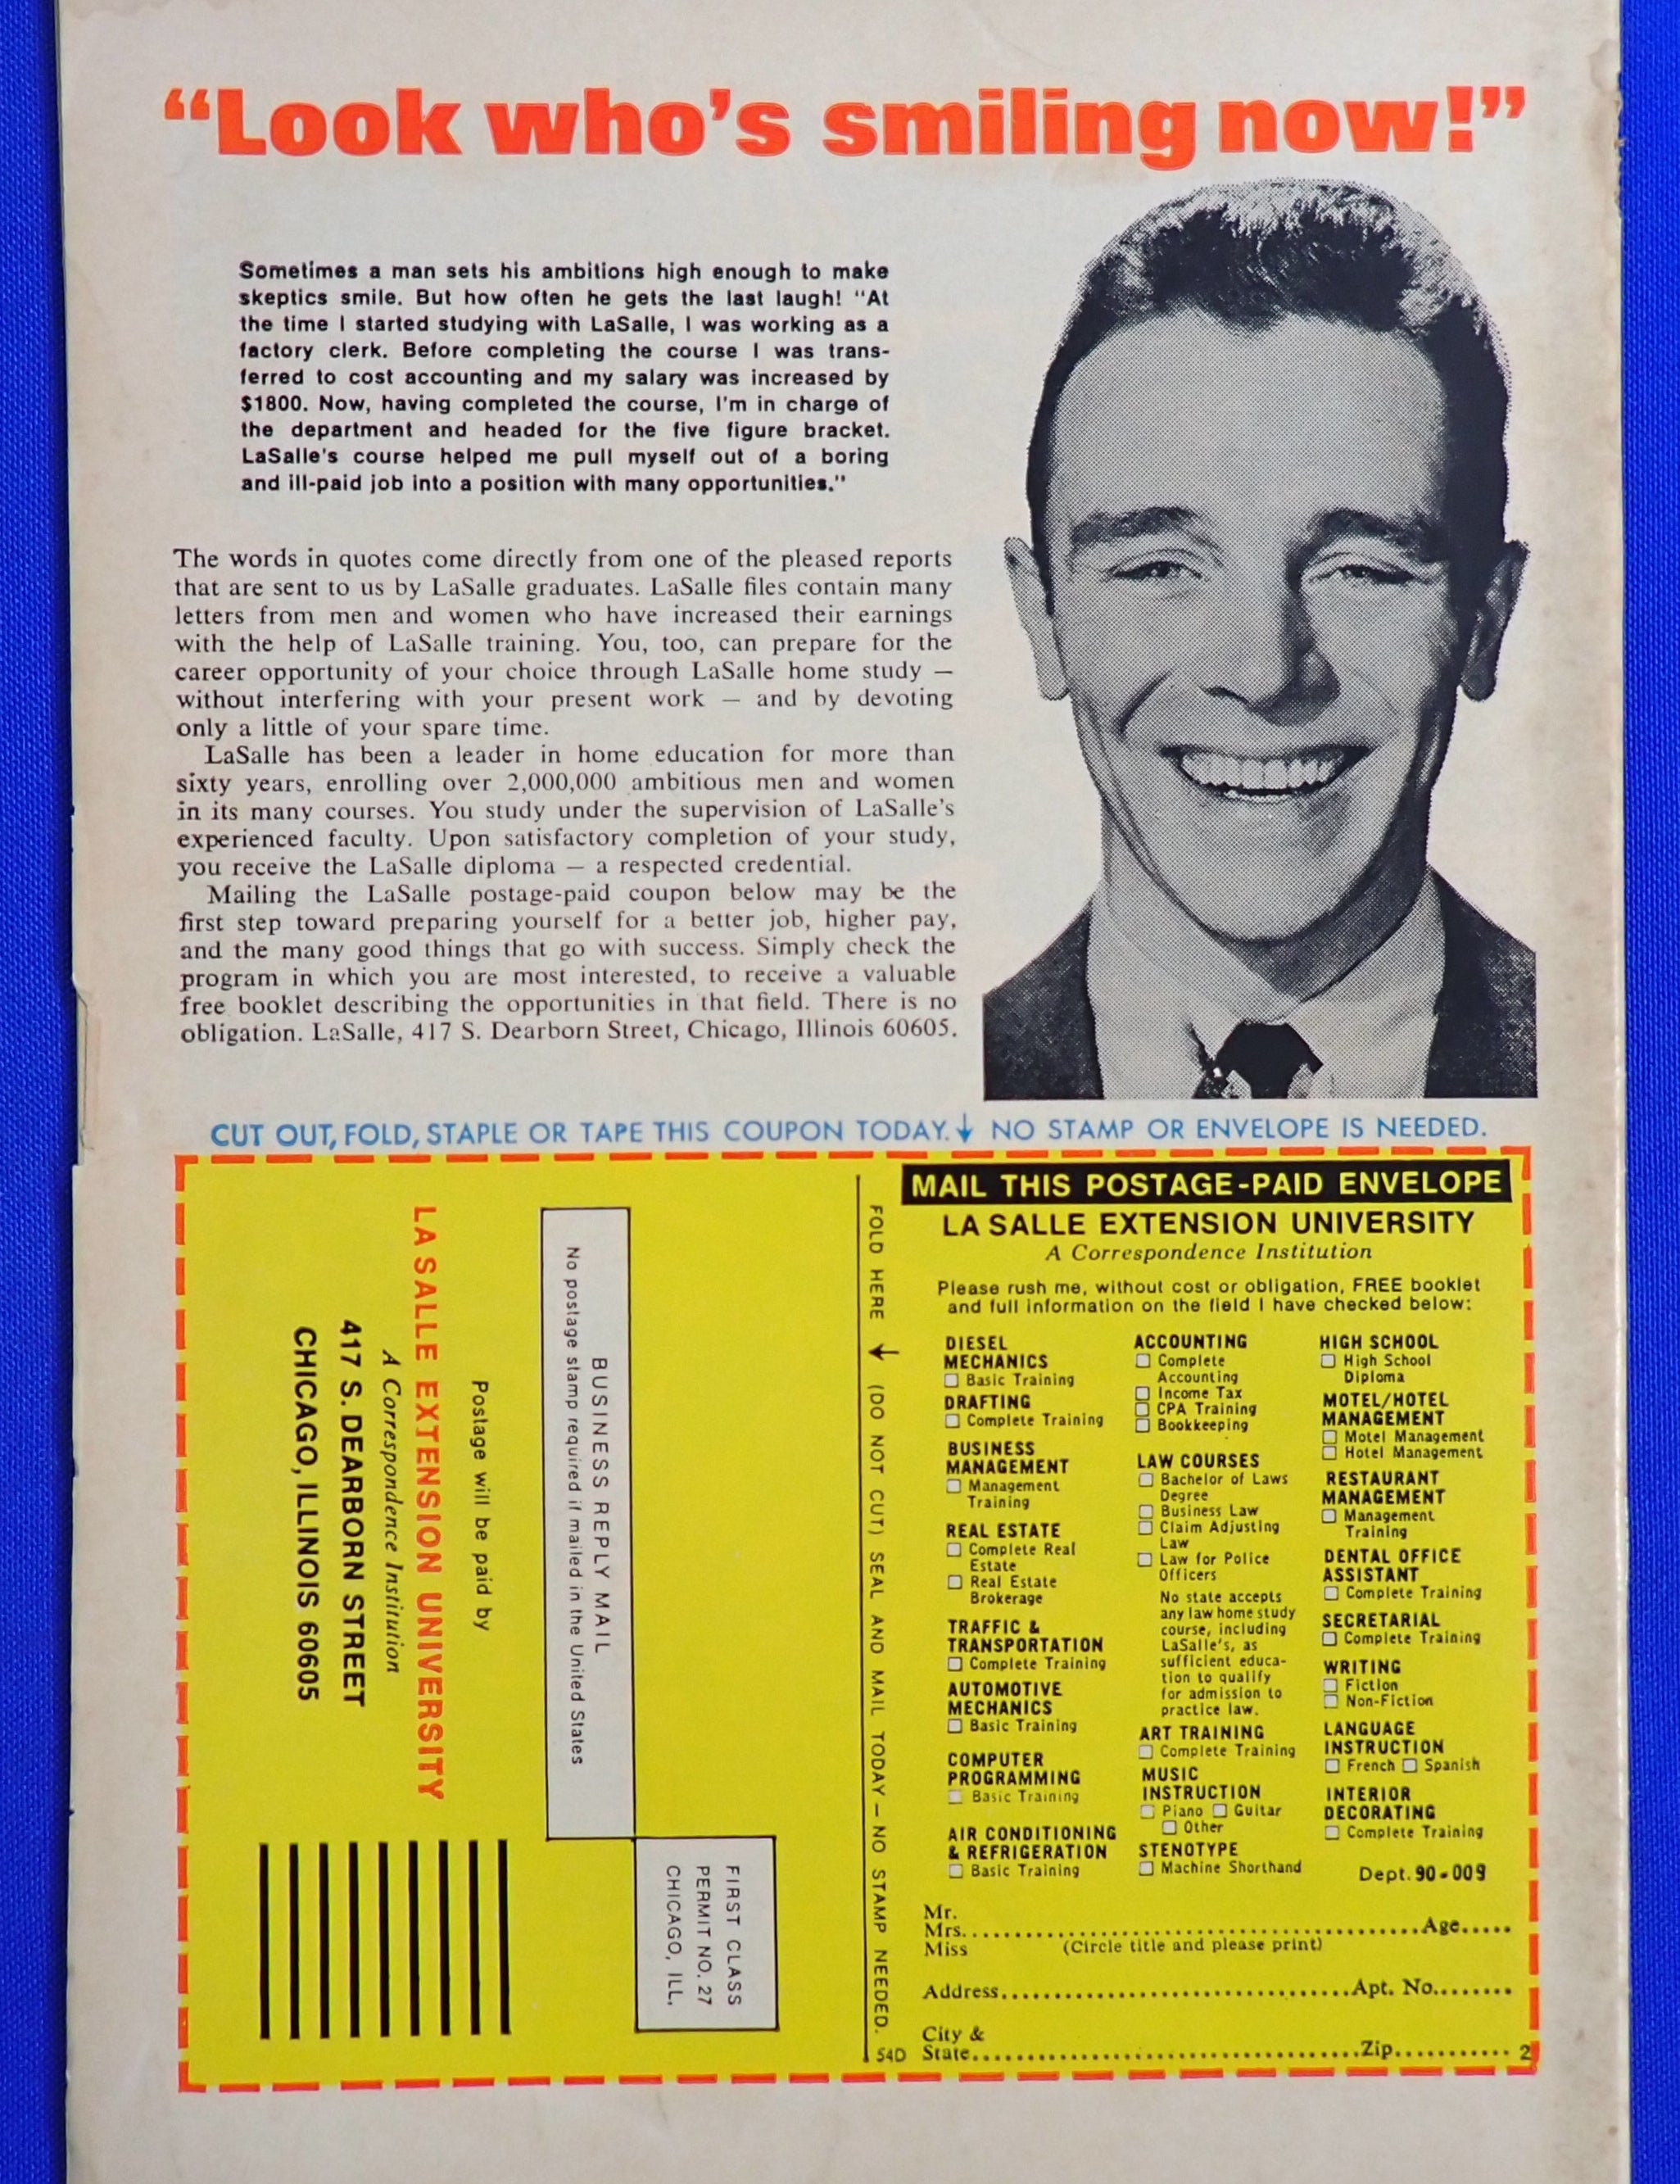 “Look who’s smiling now!”
Sometimes a man sets his ambitions high enough to make
skeptics smile. But how often he gets the last laugh! “At
the time I started studying with LaSalle, I was working as a
factory clerk. Before completing the course I was trans-
ferred to cost accounting and my salary was increased by
$1800. Now, having completed the course, I'm in charge of
the department and headed for the five figure bracket.
LaSalle's course helped me pull myself out of a boring
and ill-paid job into a position with many opportunities.”
The words in quotes come directly from one of the pleased reports
that are sent to us by LaSalle graduates. LaSalle files contain many
letters from men and women who have increased their earnings
with the help of LaSalle training. You, too, can prepare for the
career opportunity of your choice through LaSalle home study —
without interfering with your present work — and by devoting
only a little of your spare time.
LaSalle has been a leader in home education for more than
sixty years, enrolling over 2,000,000 ambitious men and women
in its many courses. You study under the supervision of LaSalle's
experienced faculty. Upon satisfactory completion of your study,
you receive the LaSalle diploma — a respected credential.
Mailing the LaSalle postage-paid coupon below may be the
first step toward preparing yourself for a better job, higher pay,
and the many good things that go with success. Simply check the
program in which you are most interested, to receive a valuable
free booklet describing the opportunities in that field. There is no
obligation. LaSalle, 417 S. Dearborn Street, Chicago, Illinois 60605.
CUT OUT, FOLD, STAPLE OR TAPE THIS COUPON TODAY.↓ NO STAMP OR ENVELOPE IS NEEDED.
FIRST CLASS
PERMIT NO. 27
CHICAGO, ILL.
BUSINESS REPLY MAIL
No postage stamp required if mailed in the United States
Postage will be paid by
LA SALLE EXTENSION UNIVERSITY
A Correspondence Institution
417 S. DEARBORN STREET
CHICAGO, ILLINOIS 60605
FOLD HERE ↓ (DO NOT CUT) SEAL AND MAIL TODAY – NO STAMP NEEDED.
MAIL THIS POSTAGE-PAID ENVELOPE
LA SALLE EXTENSION UNIVERSITY
A Correspondence Institution
Please rush me, without cost or obligation, FREE booklet
and full information on the field I have checked below:
DIESEL
MECHANICS
☐ Basic Training
DRAFTING
☐ Complete Training
BUSINESS
MANAGEMENT
☐ Management
Training
REAL ESTATE
☐ Complete Real
Estate
☐ Real Estate
Brokerage
TRAFFIC &
TRANSPORTATION
☐ Complete Training
AUTOMOTIVE
MECHANICS
☐ Basic Training
COMPUTER
PROGRAMMING
☐ Basic Training
AIR CONDITIONING
& REFRIGERATION
☐ Basic Training
ACCOUNTING
☐ Complete
Accounting
☐ Income Tax
☐ CPA Training
☐ Bookkeeping
LAW COURSES
☐ Bachelor of Laws
Degree
☐ Business Law
☐ Claim Adjusting
Law
☐ Law for Police
Officers
No state accepts
any law home study
course, including
LaSalle's, as
sufficient educa-
tion to qualify
for admission to
practice law.
ART TRAINING
☐ Complete Training
MUSIC
INSTRUCTION
☐ Piano ☐ Guitar
☐ Other
STENOTYPE
☐ Machine Shorthand
HIGH SCHOOL
☐ High School
Diploma
MOTEL/HOTEL
MANAGEMENT
☐ Motel Management
☐ Hotel Management
RESTAURANT
MANAGEMENT
☐ Management
Training
DENTAL OFFICE
ASSISTANT
☐ Complete Training
SECRETARIAL
☐ Complete Training
WRITING
☐ Fiction
☐ Non-Fiction
LANGUAGE
INSTRUCTION
☐ French ☐ Spanish
INTERIOR
DECORATING
☐ Complete Training
Dept. 90-009
Mr.
Mrs.......................................................Age.....
Miss (Circle title and please print)
Address........................................Apt. No........
City &
State..........................................Zip...........
54D
2